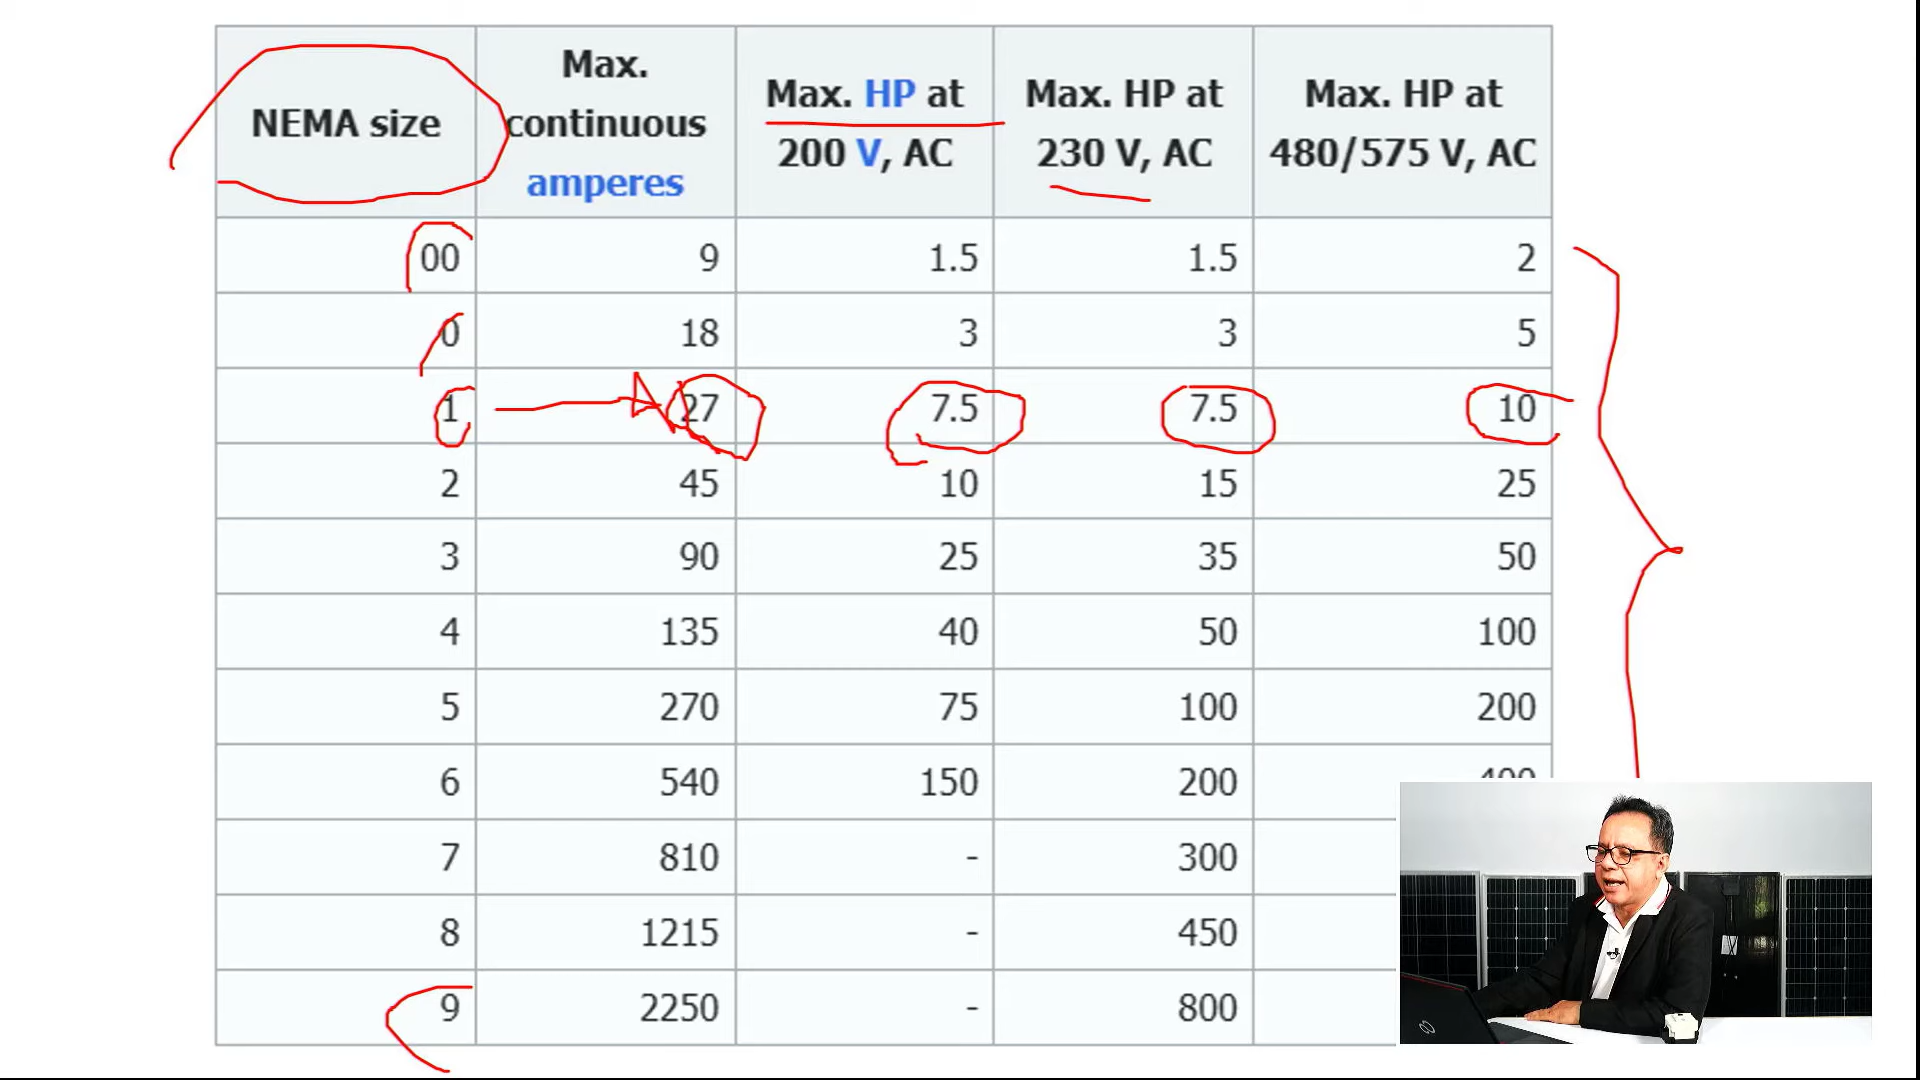 NEMA size
Max. continuous amperes
Max. HP at 200 V, AC
Max. HP at 230 V, AC
Max. HP at 480/575 V, AC
00 9 1.5 1.5 2
0 18 3 3 5
1 27 7.5 7.5 10
2 45 10 15 25
3 90 25 35 50
4 135 40 50 100
5 270 75 100 200
6 540 150 200
7 810 - 300
8 1215 - 450
9 2250 - 800